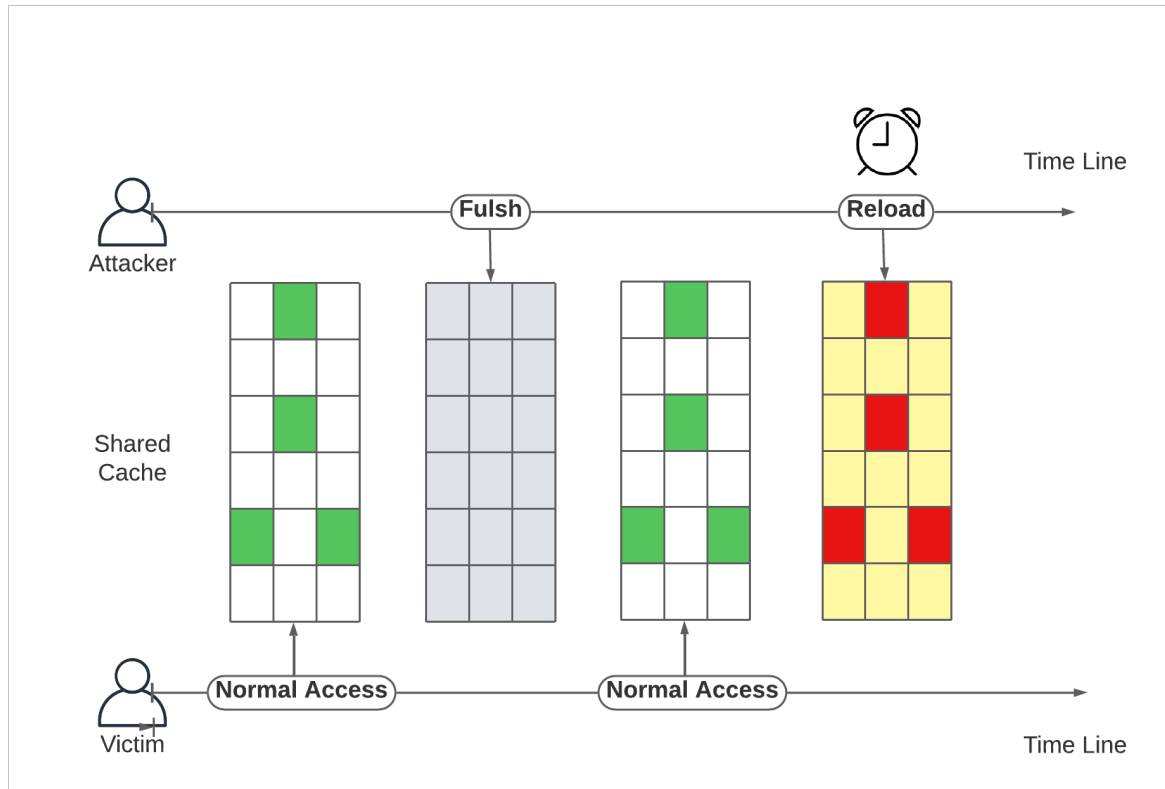 Time Line
Fulsh
Reload
Attacker
Shared
Cache
Normal Access
Normal Access
Victim
Time Line